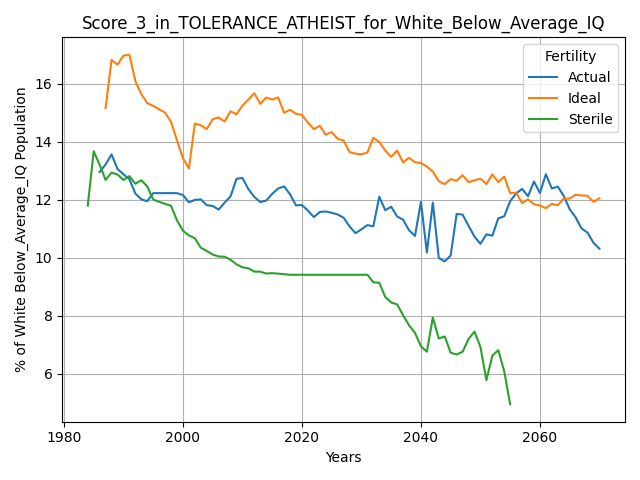 Score_3_in_TOLERANCE_ATHEIST_for_White_Below_Average_IQ
Fertility
Actual
Ideal
Sterile
% of White Below_Average_IQ Population
16
14
12
10
8
6
1980
2000
2020
2040
2060
Years